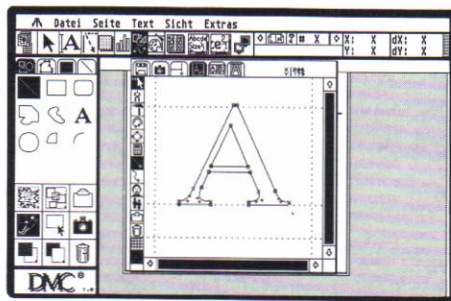 Datei Seite Text Sicht Extras
# X X: X dX: X
Y: X dY: X
A
DMC